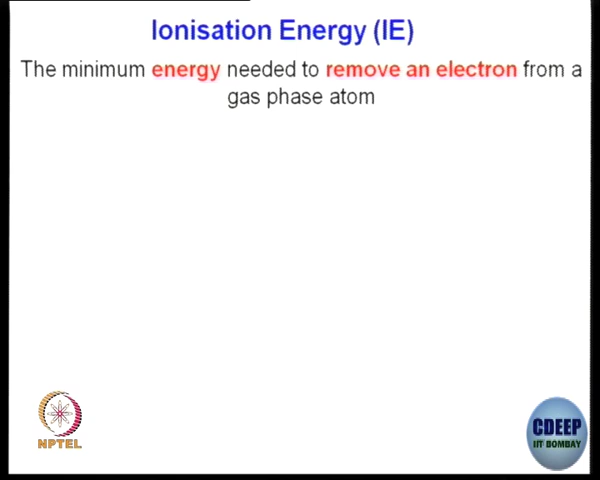 Ionisation Energy (IE)
The minimum energy needed to remove an electron from a
gas phase atom
NPTEL
CDEEP
IIT BOMBAY